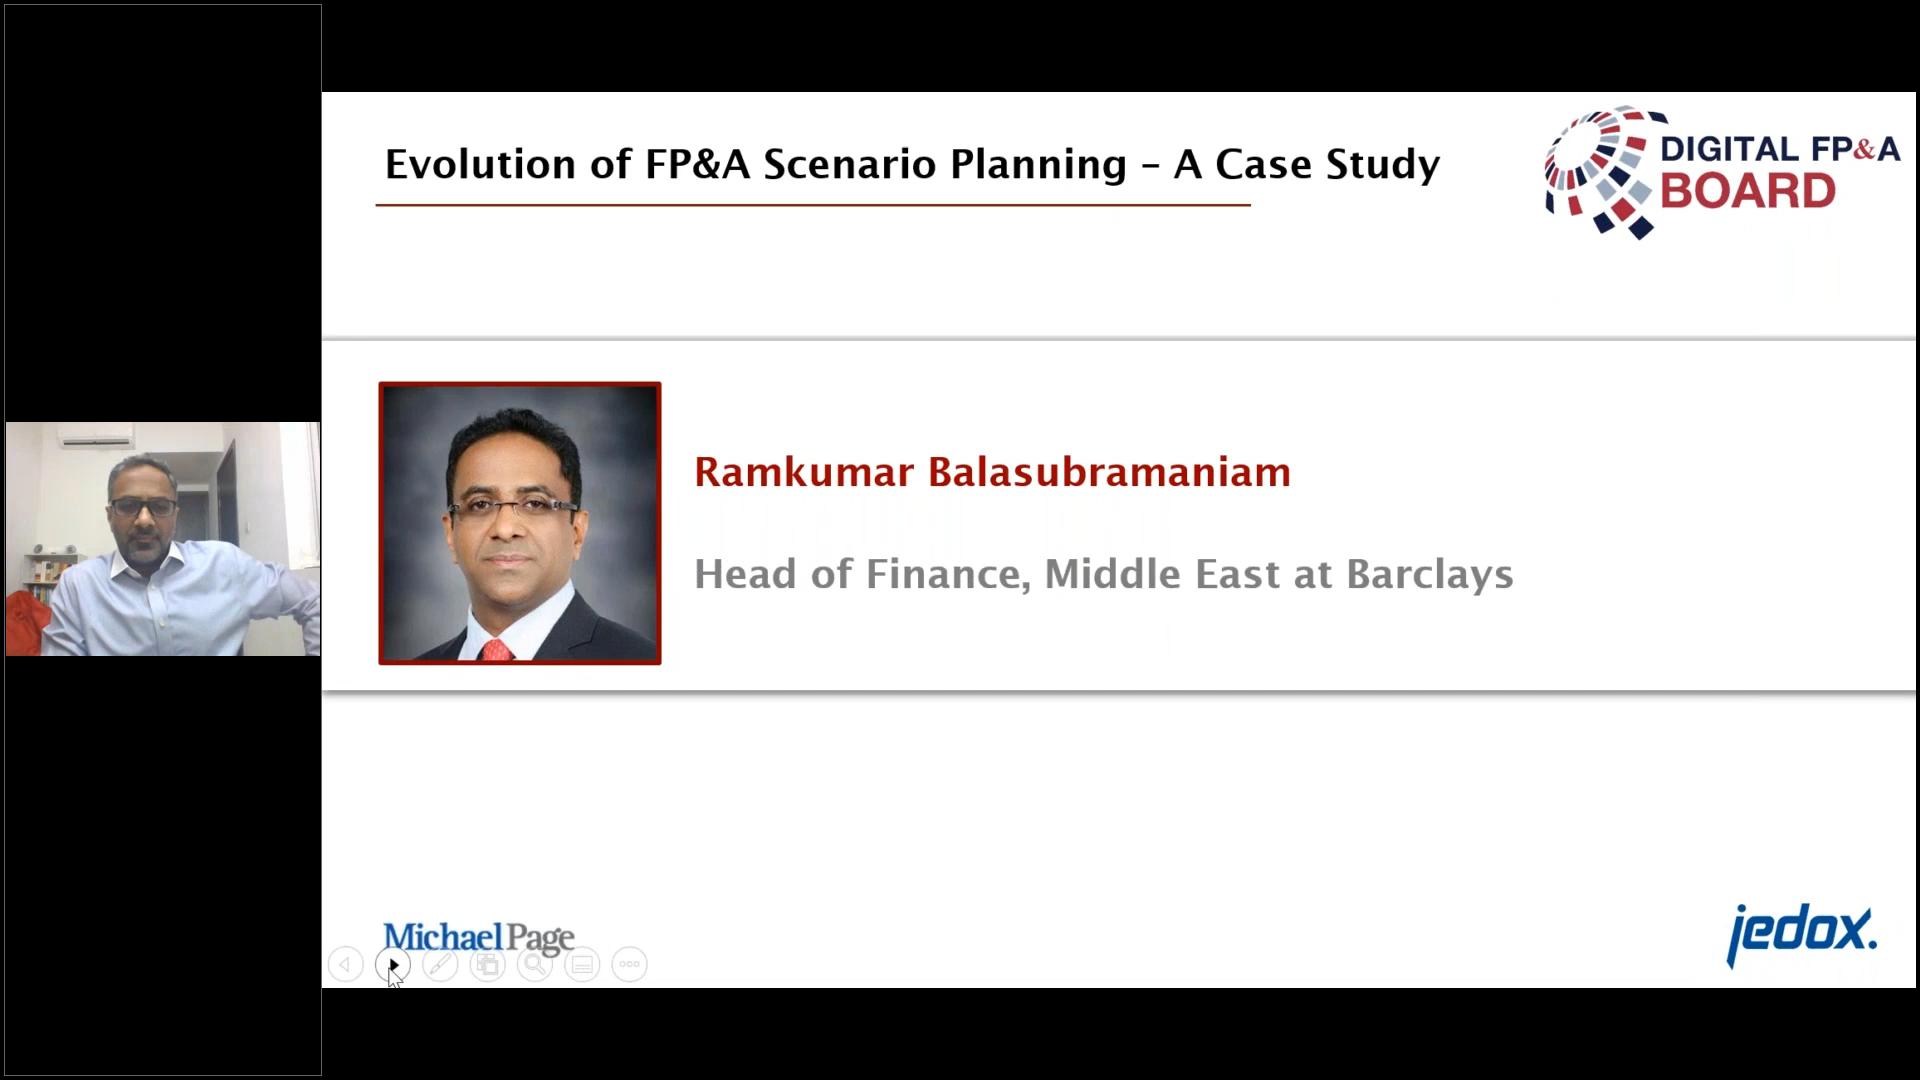 Evolution of FP&A Scenario Planning – A Case Study
DIGITAL FP&A
BOARD
Ramkumar Balasubramaniam
Head of Finance, Middle East at Barclays
MichaelPage
jedox.